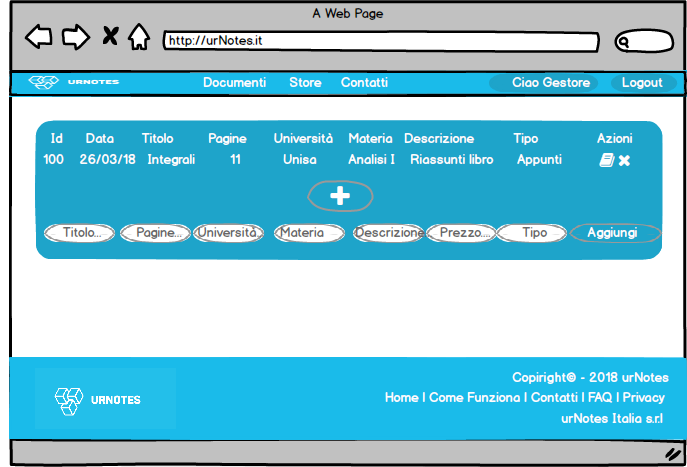 A Web Page
http://urNotes.it
URNOTES Documenti Store Contatti Ciao Gestore Logout
Id Data Titolo Pagine Università Materia Descrizione Tipo Azioni
100 26/03/18 Integrali 11 Unisa Analisi I Riassunti libro Appunti
Titolo... Pagine... Università.. Materia Descrizione Prezzo.... Tipo Aggiungi
Copiright© - 2018 urNotes
URNOTES Home I Come Funziona I Contatti I FAQ I Privacy
urNotes Italia s.r.l